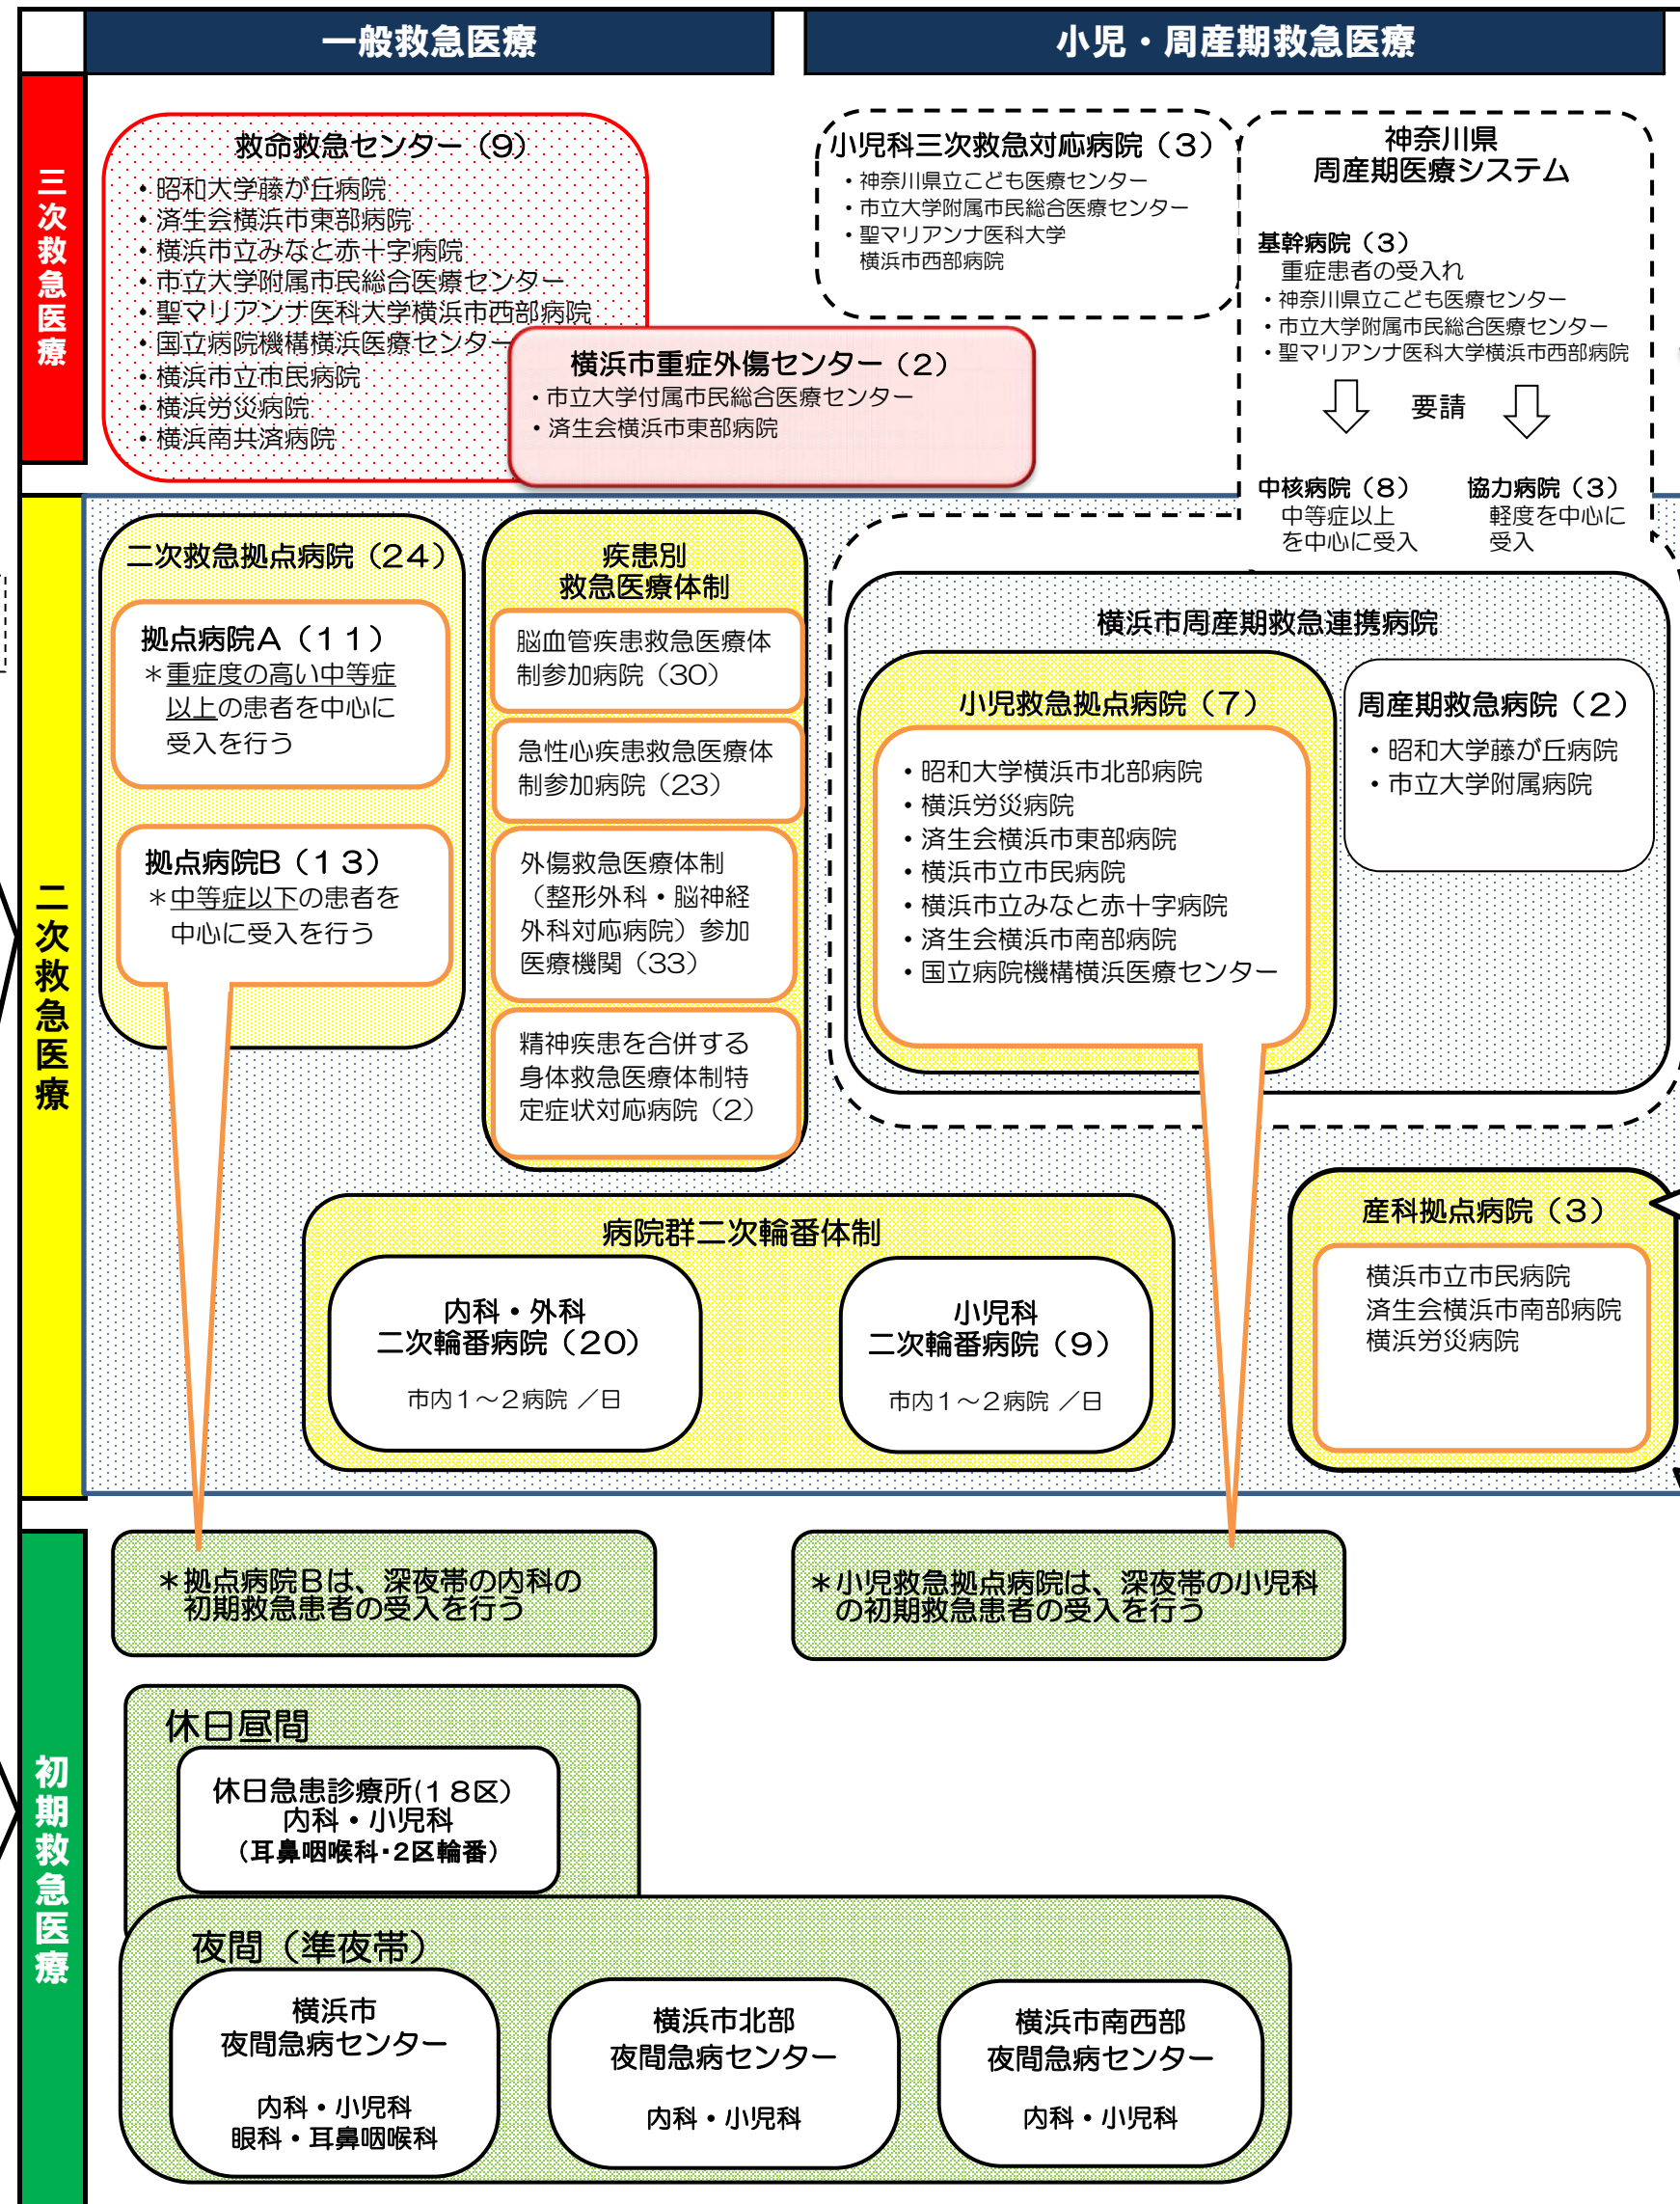 一般救急医療
小児・周産期救急医療
三次救急医療
救命救急センター（9）
・昭和大学藤が丘病院
・済生会横浜市東部病院
・横浜市立みなと赤十字病院
・市立大学附属市民総合医療センター
・聖マリアンナ医科大学横浜市西部病院
・国立病院機構横浜医療センター
・横浜市立市民病院
・横浜労災病院
・横浜南共済病院
横浜市重症外傷センター（2）
・市立大学付属市民総合医療センター
・済生会横浜市東部病院
小児科三次救急対応病院（3）
・神奈川県立こども医療センター
・市立大学附属市民総合医療センター
・聖マリアンナ医科大学
横浜市西部病院
神奈川県
周産期医療システム
基幹病院（3）
重症患者の受入れ
・神奈川県立こども医療センター
・市立大学附属市民総合医療センター
・聖マリアンナ医科大学横浜市西部病院
要請
中核病院（8）
中等症以上
を中心に受入
協力病院（3）
軽度を中心に
受入
二次救急医療
二次救急拠点病院（24）
拠点病院A（11）
＊重症度の高い中等症
以上の患者を中心に
受入を行う
拠点病院B（13）
＊中等症以下の患者を
中心に受入を行う
疾患別
救急医療体制
脳血管疾患救急医療体
制参加病院（30）
急性心疾患救急医療体
制参加病院（23）
外傷救急医療体制
（整形外科・脳神経
外科対応病院）参加
医療機関（33）
精神疾患を合併する
身体救急医療体制特
定症状対応病院（2）
横浜市周産期救急連携病院
小児救急拠点病院（7）
・昭和大学横浜市北部病院
・横浜労災病院
・済生会横浜市東部病院
・横浜市立市民病院
・横浜市立みなと赤十字病院
・済生会横浜市南部病院
・国立病院機構横浜医療センター
周産期救急病院（2）
・昭和大学藤が丘病院
・市立大学附属病院
病院群二次輪番体制
内科・外科
二次輪番病院（20）
市内1～2病院 ／日
小児科
二次輪番病院（9）
市内1～2病院 ／日
産科拠点病院（3）
横浜市立市民病院
済生会横浜市南部病院
横浜労災病院
初期救急医療
＊拠点病院Bは、深夜帯の内科の
初期救急患者の受入を行う
＊小児救急拠点病院は、深夜帯の小児科
の初期救急患者の受入を行う
休日昼間
休日急患診療所(18区)
内科・小児科
（耳鼻咽喉科･2区輪番）
夜間（準夜帯）
横浜市
夜間急病センター
内科・小児科
眼科・耳鼻咽喉科
横浜市北部
夜間急病センター
内科・小児科
横浜市南西部
夜間急病センター
内科・小児科